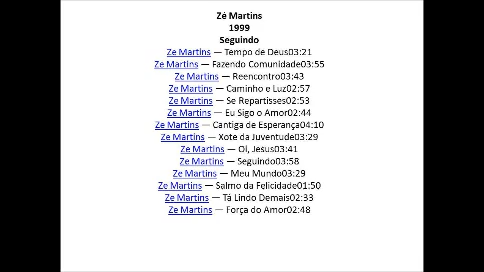 Zé Martins
1999
Seguindo
Ze Martins — Tempo de Deus03:21
Ze Martins — Fazendo Comunidade03:55
Ze Martins — Reencontro03:43
Ze Martins — Caminho e Luz02:57
Ze Martins — Se Repartisses02:53
Ze Martins — Eu Sigo o Amor02:44
Ze Martins — Cantiga de Esperança04:10
Ze Martins — Xote da Juventude03:29
Ze Martins — Oi, Jesus03:41
Ze Martins — Seguindo03:58
Ze Martins — Meu Mundo03:29
Ze Martins — Salmo da Felicidade01:50
Ze Martins — Tá Lindo Demais02:33
Ze Martins — Força do Amor02:48